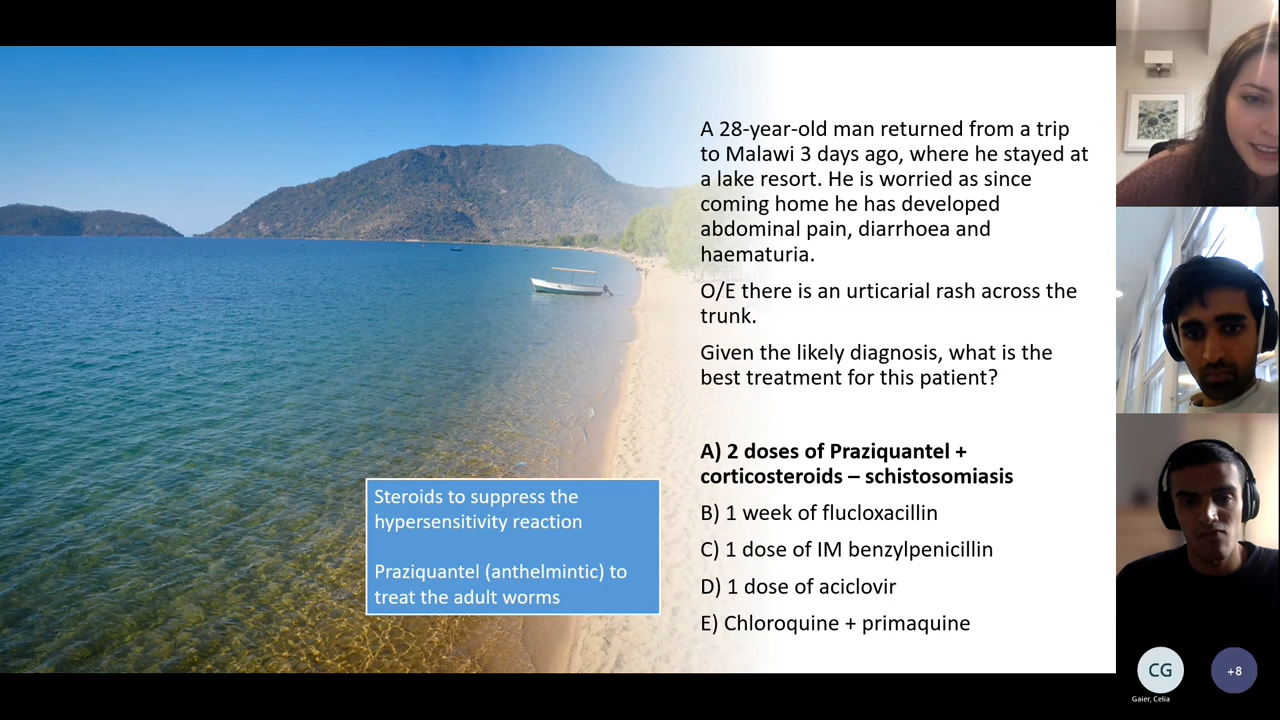 A 28-year-old man returned from a trip
to Malawi 3 days ago, where he stayed at
a lake resort. He is worried as since
coming home he has developed
abdominal pain, diarrhoea and
haematuria.
O/E there is an urticarial rash across the
trunk.
Given the likely diagnosis, what is the
best treatment for this patient?
A) 2 doses of Praziquantel +
corticosteroids – schistosomiasis
B) 1 week of flucloxacillin
C) 1 dose of IM benzylpenicillin
D) 1 dose of aciclovir
E) Chloroquine + primaquine
Steroids to suppress the
hypersensitivity reaction
Praziquantel (anthelmintic) to
treat the adult worms
CG
+8
Gaier, Celia